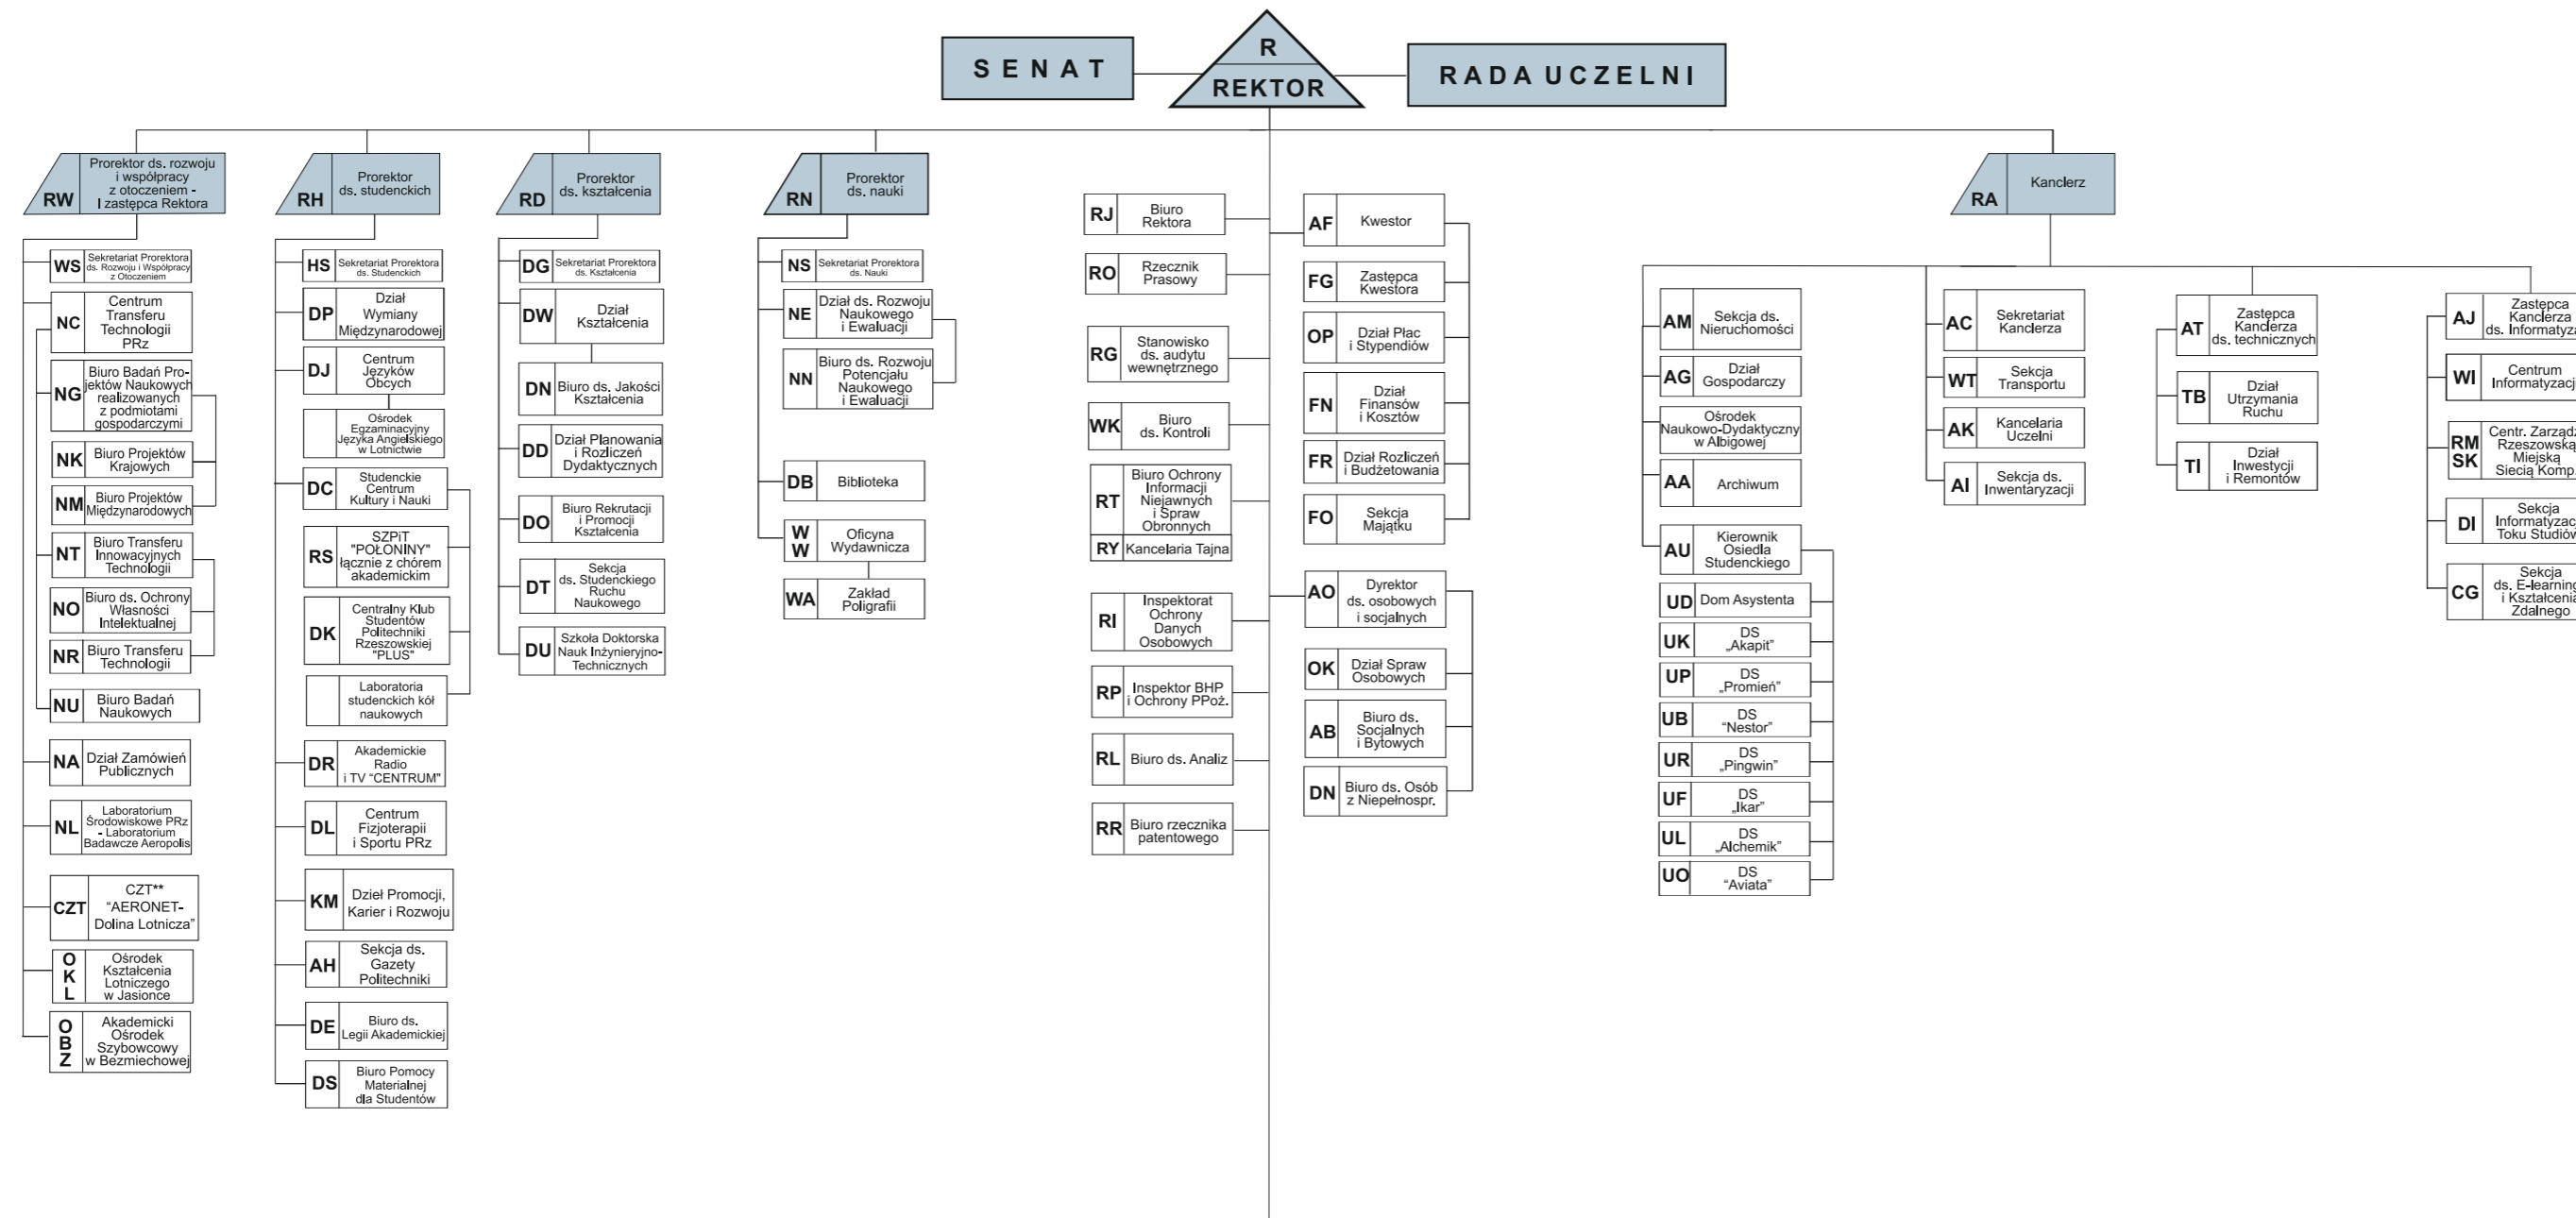 SENAT
R
REKTOR
RADA UCZELNI
RW
Prorektor ds. rozwoju
i współpracy
z otoczeniem -
I zastępca Rektora
WS
Sekretariat Prorektora
ds. Rozwoju i Współpracy
z Otoczeniem
NC
Centrum
Transferu
Technologii
PRz
NG
Biuro Badań Pro-
jektów Naukowych
realizowanych
z podmiotami
gospodarczymi
NK
Biuro Projektów
Krajowych
NM
Biuro Projektów
Międzynarodowych
NT
Biuro Transferu
Innowacyjnych
Technologii
NO
Biuro ds. Ochrony
Własności
Intelektualnej
NR
Biuro Transferu
Technologii
NU
Biuro Badań
Naukowych
NA
Dział Zamówień
Publicznych
NL
Laboratorium
Środowiskowe PRz
- Laboratorium
Badawcze Aeropolis
CZT
CZT**
"AERONET-
Dolina Lotnicza”
O
K
L
Ośrodek
Kształcenia
Lotniczego
w Jasionce
O
B
Z
Akademicki
Ośrodek
Szybowcowy
w Bezmiechowej
RH
Prorektor
ds. studenckich
HS
Sekretariat Prorektora
ds. Studenckich
DP
Dział
Wymiany
Międzynarodowej
DJ
Centrum
Języków
Obcych
Ośrodek
Egzaminacyjny
Języka Angielskiego
w Lotnictwie
DC
Studenckie
Centrum
Kultury i Nauki
RS
SZPiT
"POŁONINY"
łącznie z chórem
akademickim
DK
Centralny Klub
Studentów
Politechniki
Rzeszowskiej
"PLUS"
Laboratoria
studenckich kół
naukowych
DR
Akademickie
Radio
i TV “CENTRUM"
DL
Centrum
Fizjoterapii
i Sportu PRz
KM
Dzieł Promocji,
Karier i Rozwoju
AH
Sekcja ds.
Gazety
Politechniki
DE
Biuro ds.
Legii Akademickiej
DS
Biuro Pomocy
Materialnej
dla Studentów
RD
Prorektor
ds. kształcenia
DG
Sekretariat Prorektora
ds. Kształcenia
DW
Dział
Kształcenia
DN
Biuro ds. Jakości
Kształcenia
DD
Dział Planowania
i Rozliczeń
Dydaktycznych
DO
Biuro Rekrutacji
i Promocji
Kształcenia
DT
Sekcja
ds. Studenckiego
Ruchu
Naukowego
DU
Szkoła Doktorska
Nauk Inżynieryjno-
Technicznych
RN
Prorektor
ds. nauki
NS
Sekretariat Prorektora
ds. Nauki
NE
Dział ds. Rozwoju
Naukowego
i Ewaluacji
NN
Biuro ds. Rozwoju
Potencjału
Naukowego
i Ewaluacji
DB
Biblioteka
W
W
Oficyna
Wydawnicza
WA
Zakład
Poligrafii
RJ
Biuro
Rektora
RO
Rzecznik
Prasowy
RG
Stanowisko
ds. audytu
wewnętrznego
WK
Biuro
ds. Kontroli
RT
Biuro Ochrony
Informacji
Niejawnych
i Spraw
Obronnych
RY
Kancelaria Tajna
RI
Inspektorat
Ochrony
Danych
Osobowych
RP
Inspektor BHP
i Ochrony PPoż.
RL
Biuro ds. Analiz
RR
Biuro rzecznika
patentowego
AF
Kwestor
FG
Zastępca
Kwestora
OP
Dział Płac
i Stypendiów
FN
Dział
Finansów
i Kosztów
FR
Dział Rozliczeń
i Budżetowania
FO
Sekcja
Majątku
AO
Dyrektor
ds. osobowych
i socjalnych
OK
Dział Spraw
Osobowych
AB
Biuro ds.
Socjalnych
i Bytowych
DN
Biuro ds. Osób
z Niepełnospr.
RA
Kanclerz
AM
Sekcja ds.
Nieruchomości
AG
Dział
Gospodarczy
Ośrodek
Naukowo-Dydaktyczny
w Albigowej
AA
Archiwum
AU
Kierownik
Osiedla
Studenckiego
UD
Dom Asystenta
UK
DS
„Akapit”
UP
DS
„Promień”
UB
DS
“Nestor”
UR
DS
„Pingwin”
UF
DS
„Ikar”
UL
DS
„Alchemik”
UO
DS
“Aviata”
AC
Sekretariat
Kanclerza
WT
Sekcja
Transportu
AK
Kancelaria
Uczelni
AI
Sekcja ds.
Inwentaryzacji
AT
Zastępca
Kanclerza
ds. technicznych
TB
Dział
Utrzymania
Ruchu
TI
Dział
Inwestycji
i Remontów
AJ
Zastępca
Kanclerza
ds.
WI
Centrum
RM
SK
Centr.
Miejską
Siecią Komp.
DI
Sekcja
Toku
CG
Sekcja
ds.
i
Zdalnego